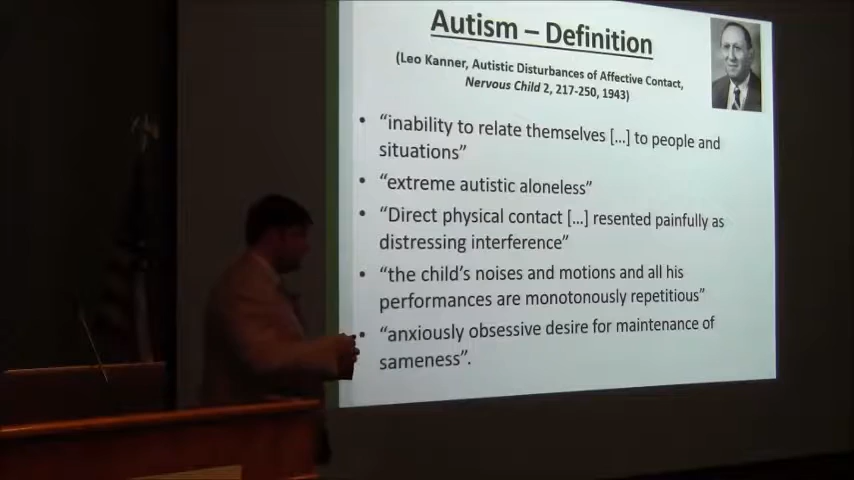 Autism – Definition
(Leo Kanner, Autistic Disturbances of Affective Contact,
Nervous Child 2, 217-250, 1943)
• “inability to relate themselves [...] to people and
situations”
• “extreme autistic aloneless”
• “Direct physical contact [...] resented painfully as
distressing interference”
• “the child’s noises and motions and all his
performances are monotonously repetitious”
• “anxiously obsessive desire for maintenance of
sameness”.